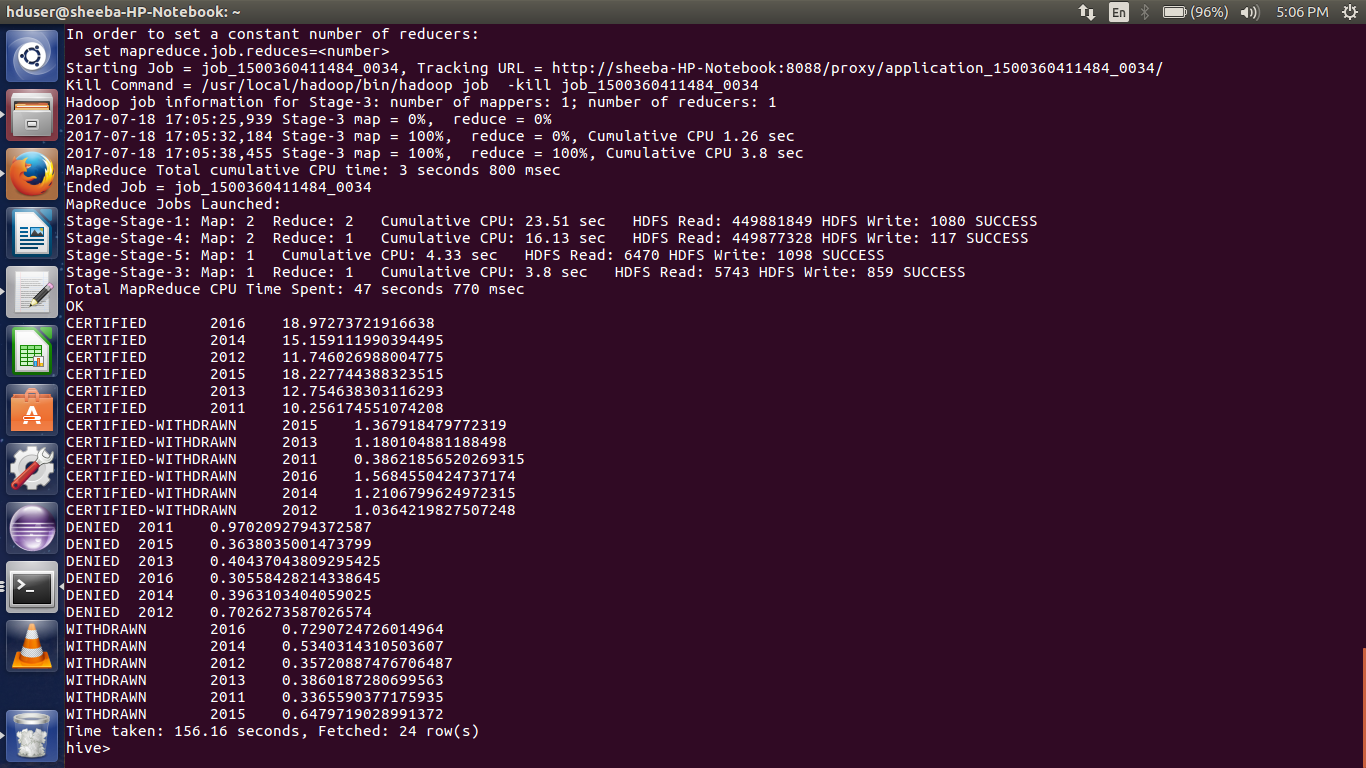 hduser@sheeba-HP-Notebook: ~
En
(96%)
5:06 PM
In order to set a constant number of reducers:
  set mapreduce.job.reduces=<number>
Starting Job = job_1500360411484_0034, Tracking URL = http://sheeba-HP-Notebook:8088/proxy/application_1500360411484_0034/
Kill Command = /usr/local/hadoop/bin/hadoop job  -kill job_1500360411484_0034
Hadoop job information for Stage-3: number of mappers: 1; number of reducers: 1
2017-07-18 17:05:25,939 Stage-3 map = 0%,  reduce = 0%
2017-07-18 17:05:32,184 Stage-3 map = 100%,  reduce = 0%, Cumulative CPU 1.26 sec
2017-07-18 17:05:38,455 Stage-3 map = 100%,  reduce = 100%, Cumulative CPU 3.8 sec
MapReduce Total cumulative CPU time: 3 seconds 800 msec
Ended Job = job_1500360411484_0034
MapReduce Jobs Launched:
Stage-Stage-1: Map: 2  Reduce: 2   Cumulative CPU: 23.51 sec   HDFS Read: 449881849 HDFS Write: 1080 SUCCESS
Stage-Stage-4: Map: 2  Reduce: 1   Cumulative CPU: 16.13 sec   HDFS Read: 449877328 HDFS Write: 117 SUCCESS
Stage-Stage-5: Map: 1   Cumulative CPU: 4.33 sec   HDFS Read: 6470 HDFS Write: 1098 SUCCESS
Stage-Stage-3: Map: 1  Reduce: 1   Cumulative CPU: 3.8 sec   HDFS Read: 5743 HDFS Write: 859 SUCCESS
Total MapReduce CPU Time Spent: 47 seconds 770 msec
OK
CERTIFIED	2016	18.97273721916638
CERTIFIED	2014	15.159111990394495
CERTIFIED	2012	11.746026988004775
CERTIFIED	2015	18.227744388323515
CERTIFIED	2013	12.754638303116293
CERTIFIED	2011	10.256174551074208
CERTIFIED-WITHDRAWN	2015	1.367918479772319
CERTIFIED-WITHDRAWN	2013	1.180104881188498
CERTIFIED-WITHDRAWN	2011	0.38621856520269315
CERTIFIED-WITHDRAWN	2016	1.5684550424737174
CERTIFIED-WITHDRAWN	2014	1.2106799624972315
CERTIFIED-WITHDRAWN	2012	1.0364219827507248
DENIED	2011	0.9702092794372587
DENIED	2015	0.3638035001473799
DENIED	2013	0.40437043809295425
DENIED	2016	0.30558428214338645
DENIED	2014	0.3963103404059025
DENIED	2012	0.7026273587026574
WITHDRAWN	2016	0.7290724726014964
WITHDRAWN	2014	0.5340314310503607
WITHDRAWN	2012	0.35720887476706487
WITHDRAWN	2013	0.3860187280699563
WITHDRAWN	2011	0.3365590377175935
WITHDRAWN	2015	0.6479719028991372
Time taken: 156.16 seconds, Fetched: 24 row(s)
hive>